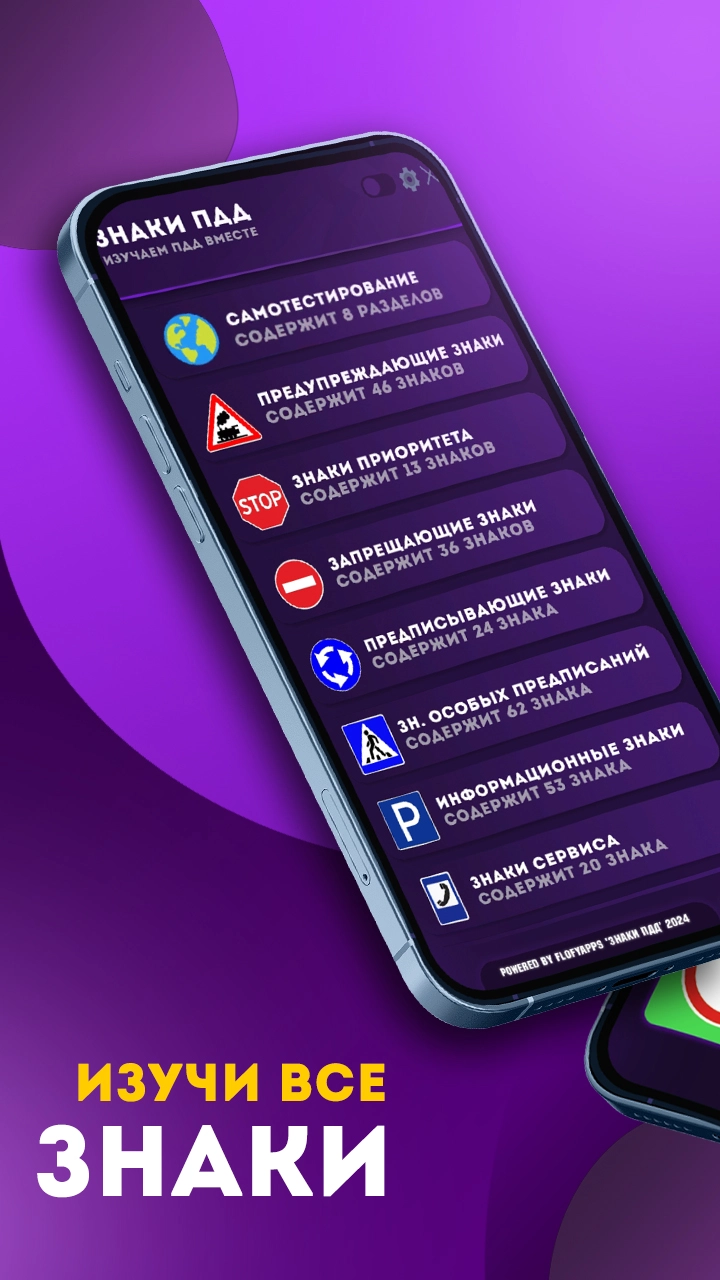 ЗНАКИ ПДД
ИЗУЧАЕМ ПДД ВМЕСТЕ
САМОТЕСТИРОВАНИЕ
СОДЕРЖИТ 8 РАЗДЕЛОВ
ПРЕДУПРЕЖДАЮЩИЕ ЗНАКИ
СОДЕРЖИТ 46 ЗНАКОВ
STOP
ЗНАКИ ПРИОРИТЕТА
СОДЕРЖИТ 13 ЗНАКОВ
ЗАПРЕЩАЮЩИЕ ЗНАКИ
СОДЕРЖИТ 36 ЗНАКОВ
ПРЕДПИСЫВАЮЩИЕ ЗНАКИ
СОДЕРЖИТ 24 ЗНАКА
ЗН. ОСОБЫХ ПРЕДПИСАНИЙ
СОДЕРЖИТ 62 ЗНАКА
P
ИНФОРМАЦИОННЫЕ ЗНАКИ
СОДЕРЖИТ 53 ЗНАКА
ЗНАКИ СЕРВИСА
СОДЕРЖИТ 20 ЗНАКА
POWERED BY FLOFYAPPS 'ЗНАКИ ПДД' 2024
ИЗУЧИ ВСЕ
ЗНАКИ